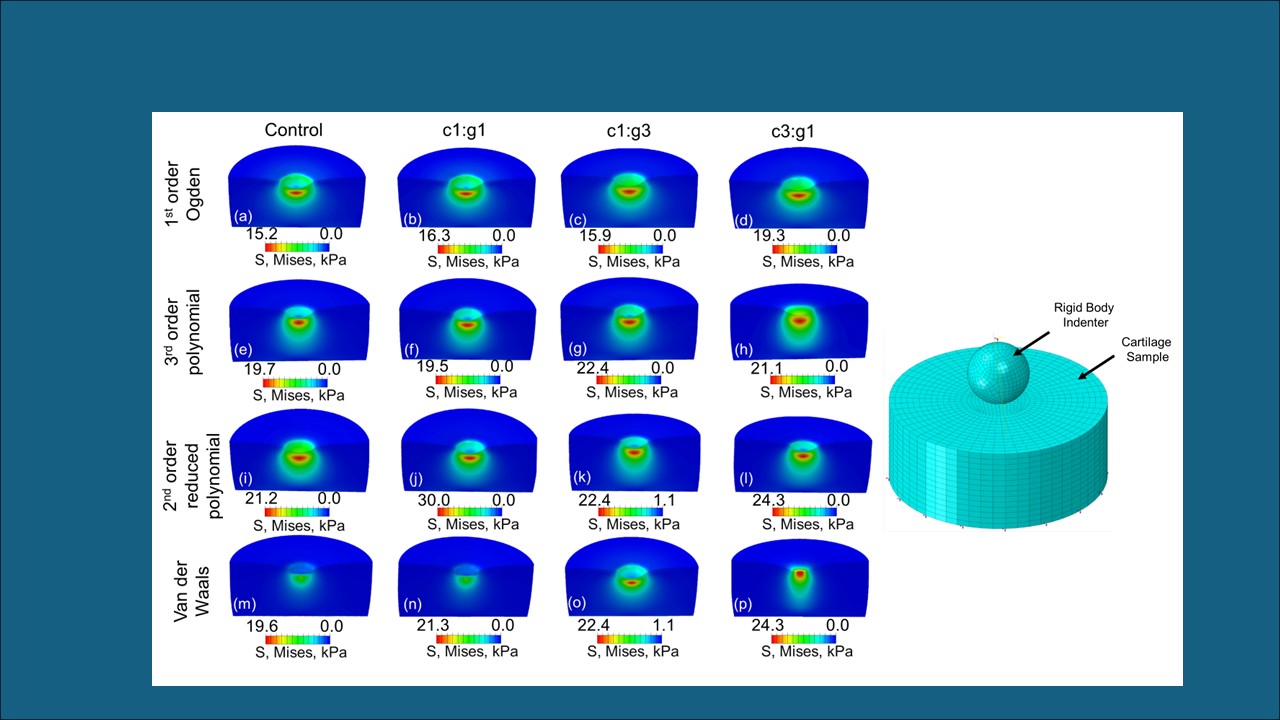 Control c1:g1 c1:g3 c3:g1
1st order
Ogden
(a) (b) (c) (d)
15.2 0.0 16.3 0.0 15.9 0.0 19.3 0.0
S, Mises, kPa S, Mises, kPa S, Mises, kPa S, Mises, kPa
3rd order
polynomial
(e) (f) (g) (h)
19.7 0.0 19.5 0.0 22.4 0.0 21.1 0.0
S, Mises, kPa S, Mises, kPa S, Mises, kPa S, Mises, kPa
2nd order
reduced
polynomial
(i) (j) (k) (l)
21.2 0.0 30.0 0.0 22.4 1.1 24.3 0.0
S, Mises, kPa S, Mises, kPa S, Mises, kPa S, Mises, kPa
Van der
Waals
(m) (n) (o) (p)
19.6 0.0 21.3 0.0 22.4 1.1 24.3 0.0
S, Mises, kPa S, Mises, kPa S, Mises, kPa S, Mises, kPa
Rigid Body
Indenter
Cartilage
Sample